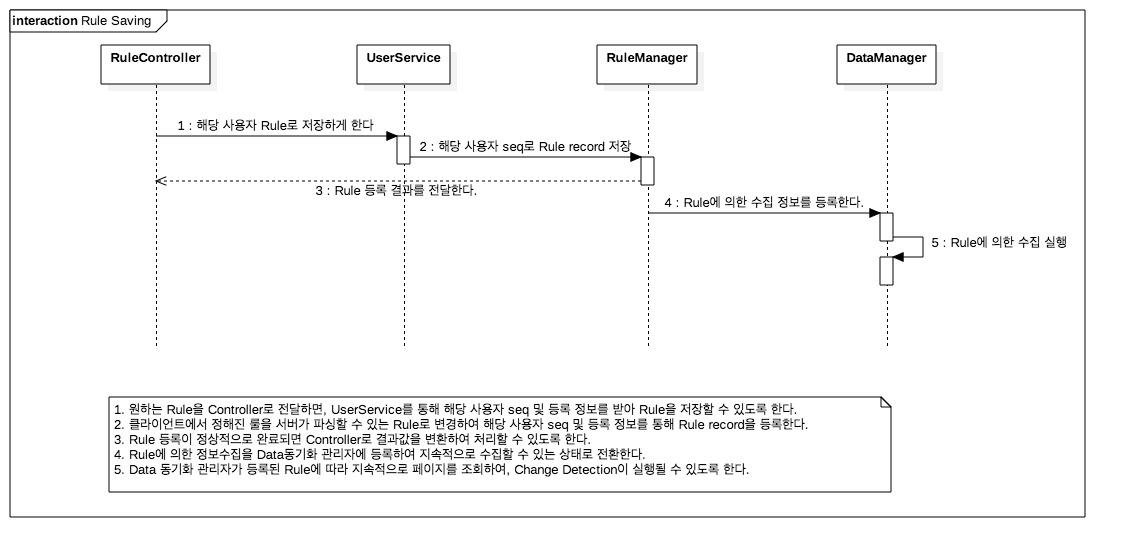 interaction Rule Saving
RuleController
UserService
RuleManager
DataManager
1 : 해당 사용자 Rule로 저장하게 한다
2 : 해당 사용자 seq로 Rule record 저장
3 : Rule 등록 결과를 전달한다.
4 : Rule에 의한 수집 정보를 등록한다.
5 : Rule에 의한 수집 실행
1. 원하는 Rule을 Controller로 전달하면, UserService를 통해 해당 사용자 seq 및 등록 정보를 받아 Rule을 저장할 수 있도록 한다.
2. 클라이언트에서 정해진 룰을 서버가 파싱할 수 있는 Rule로 변경하여 해당 사용자 seq 및 등록 정보를 통해 Rule record을 등록한다.
3. Rule 등록이 정상적으로 완료되면 Controller로 결과값을 변환하여 처리할 수 있도록 한다.
4. Rule에 의한 정보수집을 Data동기화 관리자에 등록하여 지속적으로 수집할 수 있는 상태로 전환한다.
5. Data 동기화 관리자가 등록된 Rule에 따라 지속적으로 페이지를 조회하여, Change Detection이 실행될 수 있도록 한다.